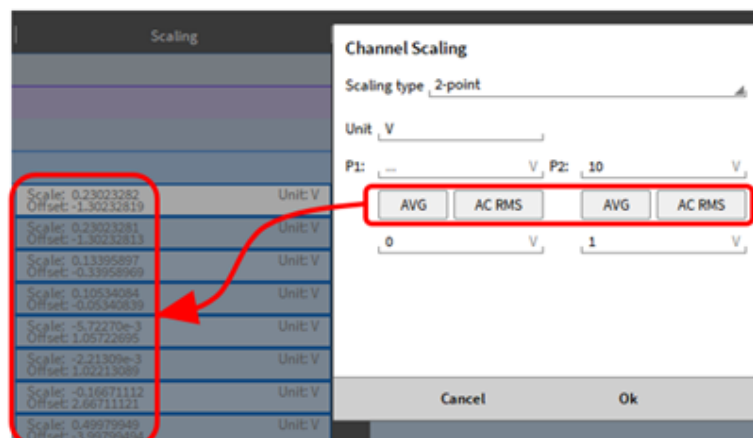 Scaling
Scale: 0.23023282 Unit: V
Offset: -1.30232819
Scale: 0.23023281 Unit: V
Offset: -1.30232813
Scale: 0.13395897 Unit: V
Offset: -0.33958969
Scale: 0.10534084 Unit: V
Offset: -0.05340839
Scale: -5.72270e-3 Unit: V
Offset: 1.05722695
Scale: -2.21309e-3 Unit: V
Offset: 1.02213089
Scale: -0.16671112 Unit: V
Offset: 2.66711121
Scale: 0.49979949 Unit: V
Offset: -3.99799494
Channel Scaling
Scaling type 2-point
Unit V
P1: ... V P2: 10 V
AVG AC RMS AVG AC RMS
0 V 1 V
Cancel Ok